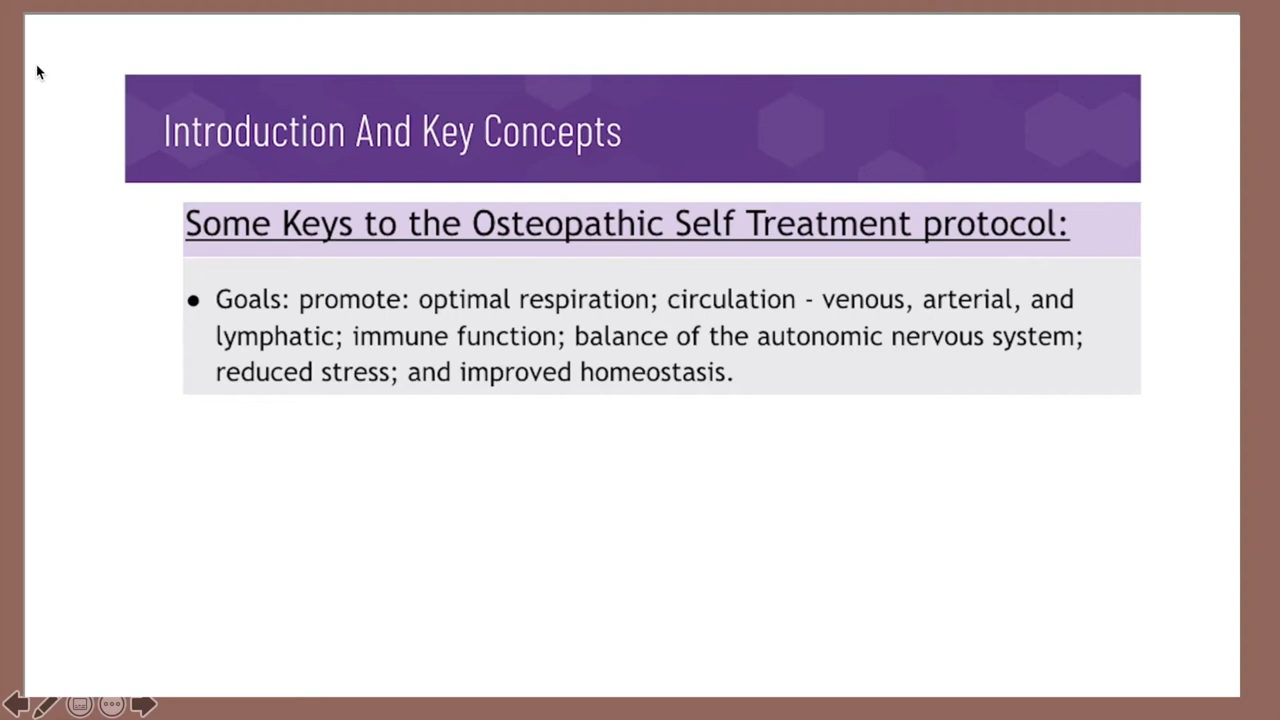 Introduction And Key Concepts
Some Keys to the Osteopathic Self Treatment protocol:
● Goals: promote: optimal respiration; circulation - venous, arterial, and
lymphatic; immune function; balance of the autonomic nervous system;
reduced stress; and improved homeostasis.